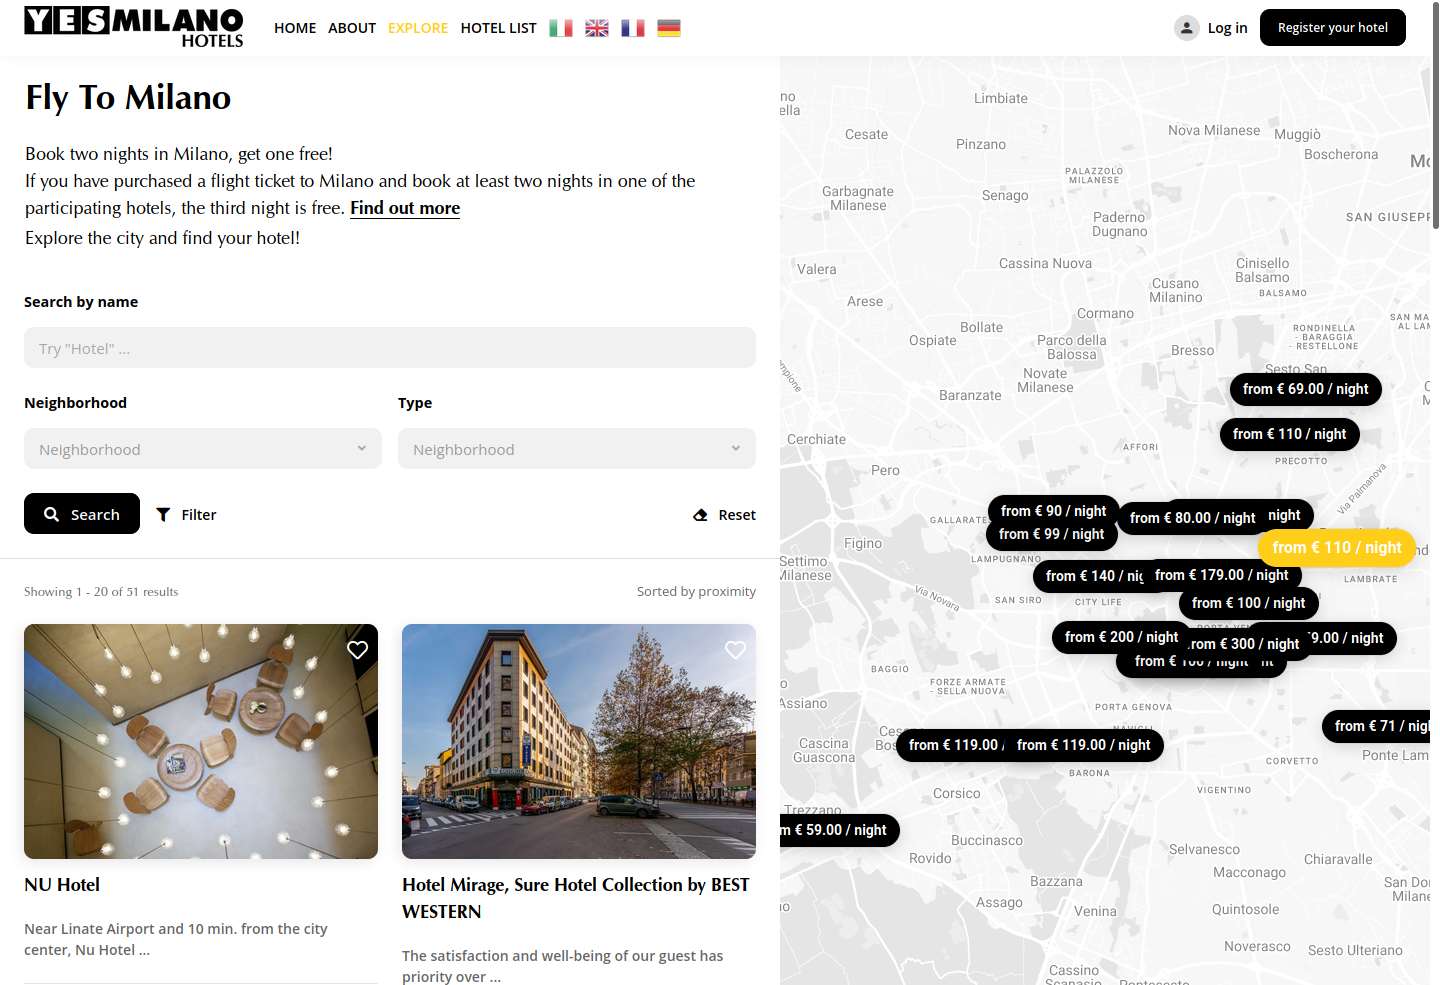 YES MILANO
HOTELS
HOME ABOUT EXPLORE HOTEL LIST
Log in
Register your hotel
Fly To Milano
Book two nights in Milano, get one free!
If you have purchased a flight ticket to Milano and book at least two nights in one of the
participating hotels, the third night is free. Find out more
Explore the city and find your hotel!
Search by name
Try "Hotel" ...
Neighborhood
Type
Neighborhood
Neighborhood
Search
Filter
Reset
Showing 1 - 20 of 51 results
Sorted by proximity
NU Hotel
Near Linate Airport and 10 min. from the city
center, Nu Hotel ...
Hotel Mirage, Sure Hotel Collection by BEST
WESTERN
The satisfaction and well-being of our guest has
priority over ...
Limbiate
Cesate
Pinzano
Nova Milanese
Muggiò
Boscherona
PALAZZOLO
MILANESE
Garbagnate
Milanese
Senago
Paderno
Dugnano
SAN GIUSEPP
Valera
Cassina Nuova
Cinisello
Balsamo
BALSAMO
Cusano
Milanino
Arese
Cormano
Bollate
Ospiate
Parco della
Balossa
RONDINELLA
- BARAGGIA
- RESTELLONE
Bresso
Sesto San
Novate
Milanese
Baranzate
from € 69.00 / night
from € 110 / night
Cerchiate
AFFORI
PRECOTTO
Pero
Via Palmanova
from € 90 / night
from € 80.00 / night
night
GALLARATES
from € 99 / night
Figino
from € 110 / night
LAMPUGNANO
Settimo
Milanese
from € 140 / nig
from € 179.00 / night
LAMBRATE
Via Novara
SAN SIRO
CITY LIFE
from € 100 / night
from € 200 / night
from € 300 / night
9.00 / night
from € 100 / night
BAGGIO
FORZE ARMATE
- SELLA NUOVA
Assiano
PORTA GENOVA
NAVIGLI
from € 71 / nigh
from € 119.00 /
from € 119.00 / night
Cascina
Guascona
BARONA
CORVETTO
Ponte Lam
Corsico
VIGENTINO
Trezzano
m € 59.00 / night
Buccinasco
Rovido
Selvanesco
Chiaravalle
Macconago
Bazzana
San Do
Milane
Assago
Venina
Quintosole
Noverasco
Sesto Ulteriano
Cassino
Scanasio